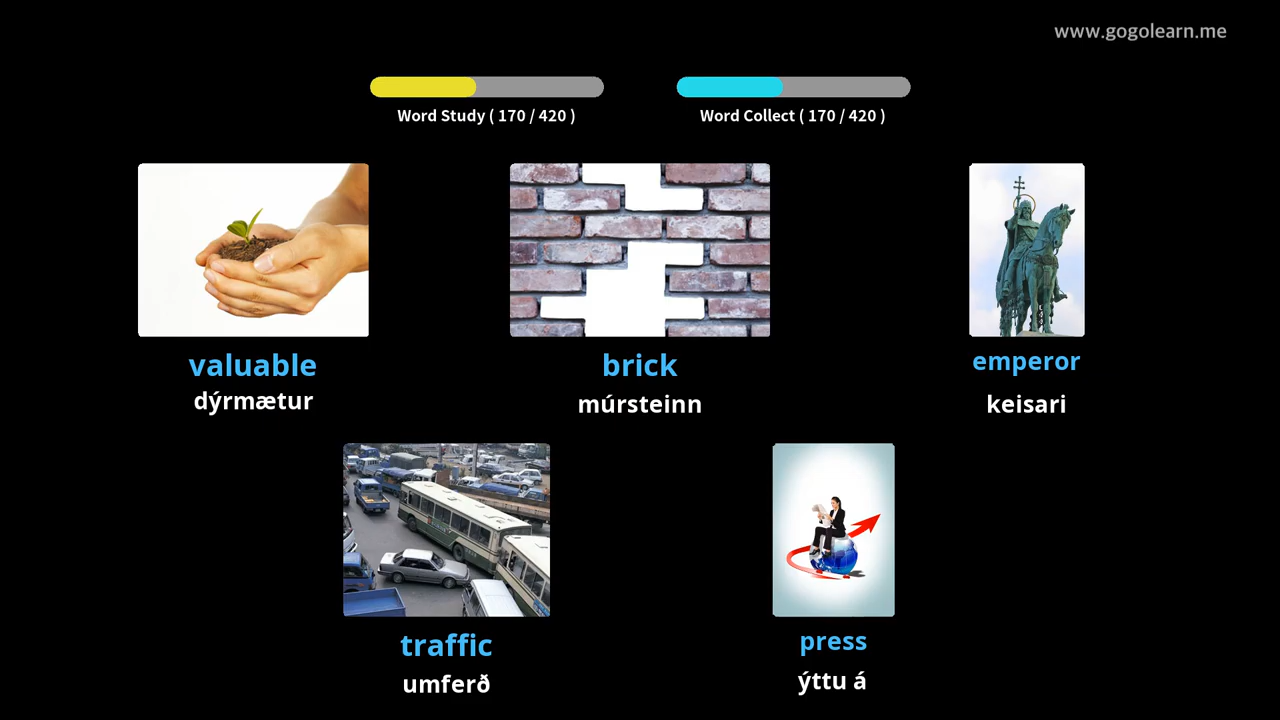 www.gogolearn.me
Word Study ( 170 / 420 )
Word Collect ( 170 / 420 )
valuable
dýrmætur
brick
múrsteinn
emperor
keisari
traffic
umferð
press
ýttu á